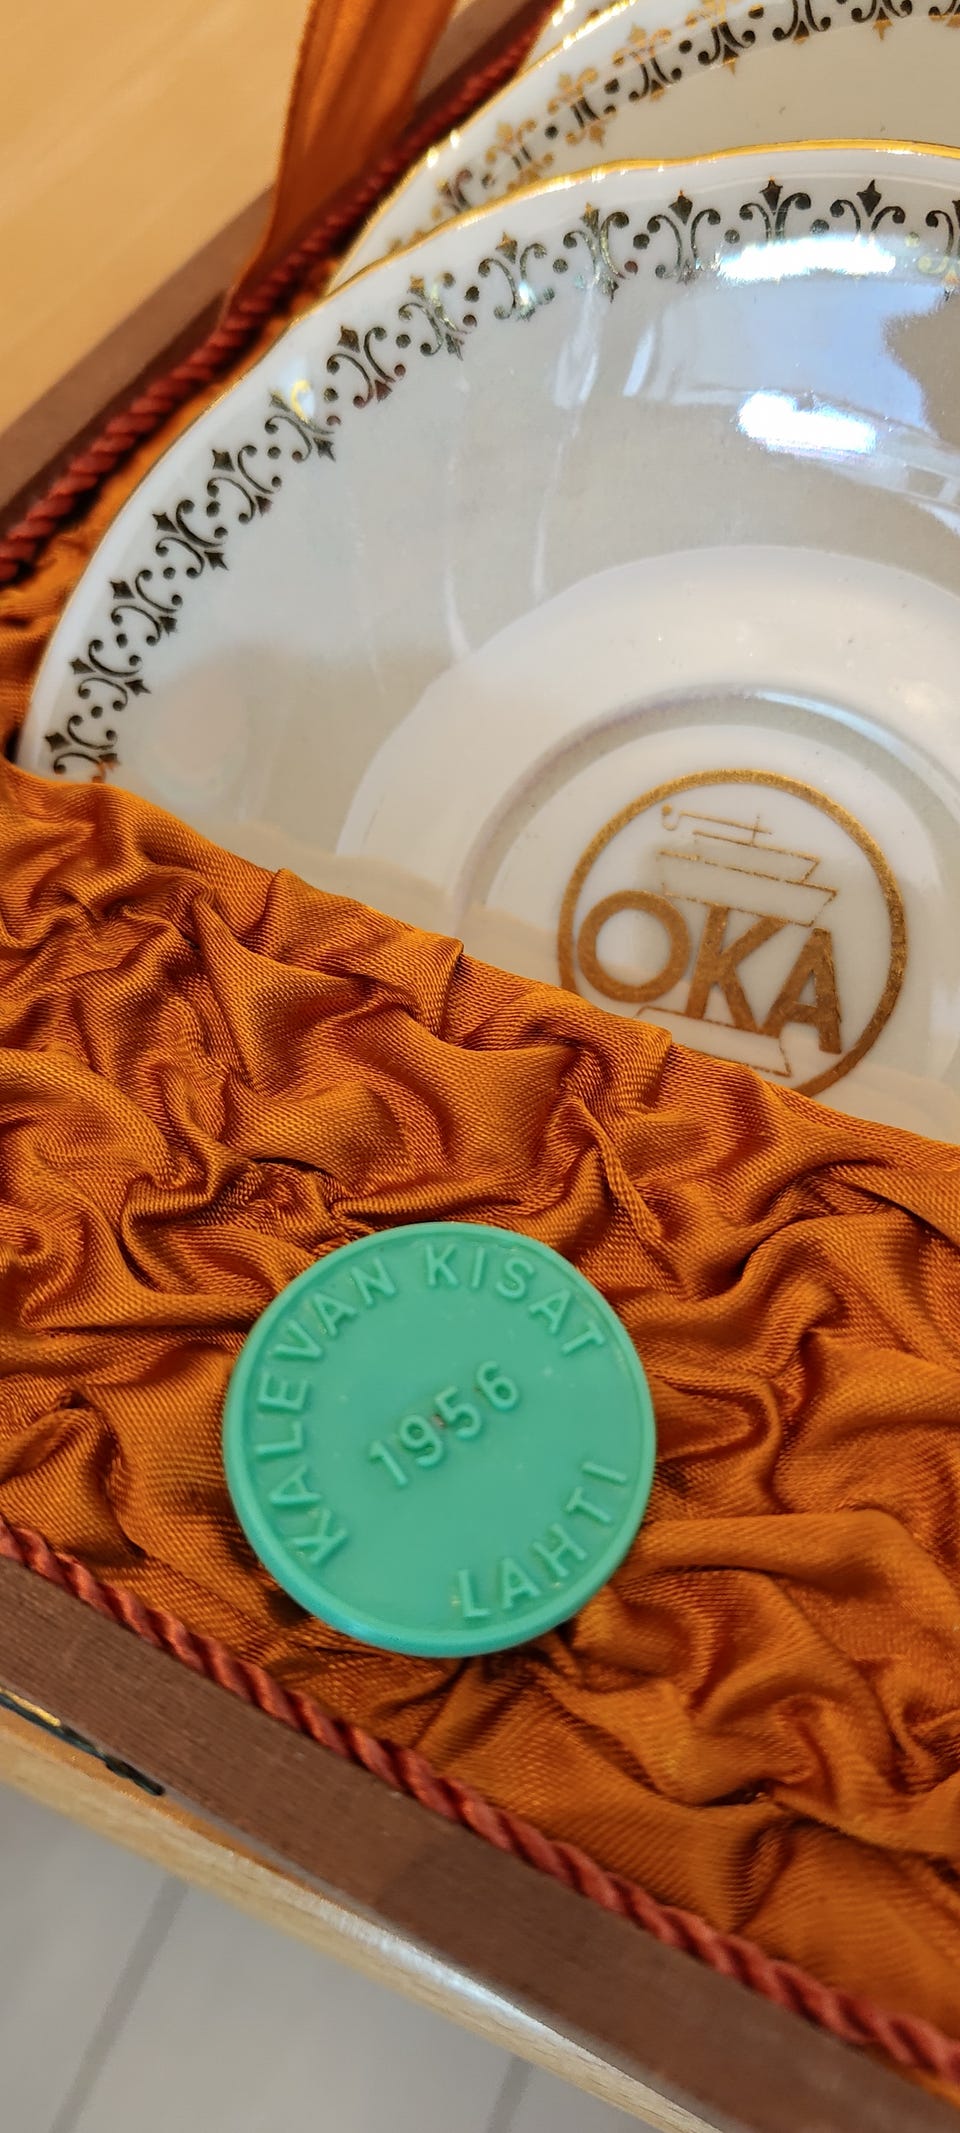 OKA
KALEVAN KISAT
1956
LAHTI